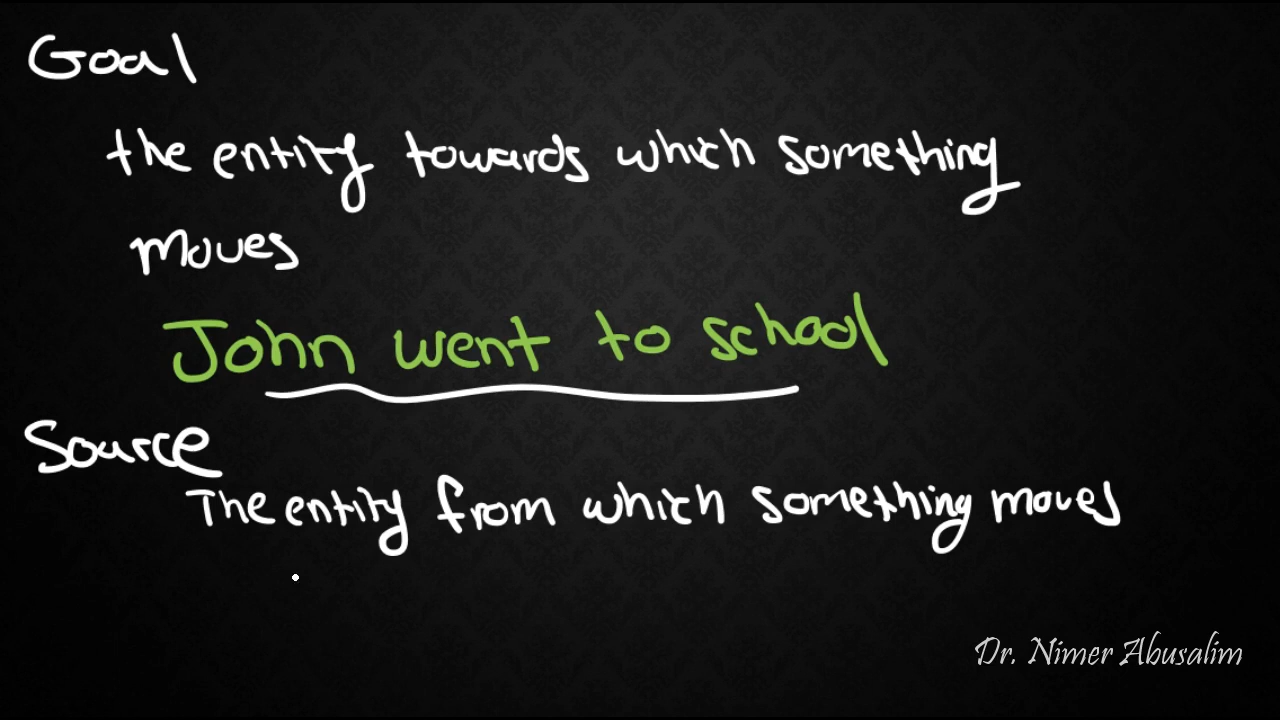 Goal
the entity towards which something
moves
John went to school
Source
The entity from which something moves
Dr. Nimer Abusalim